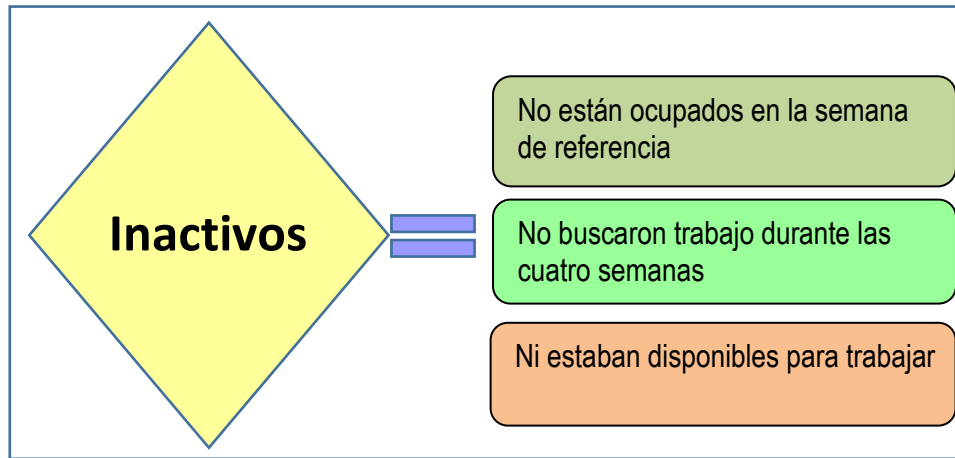 Inactivos
No están ocupados en la semana
de referencia
No buscaron trabajo durante las
cuatro semanas
Ni estaban disponibles para trabajar